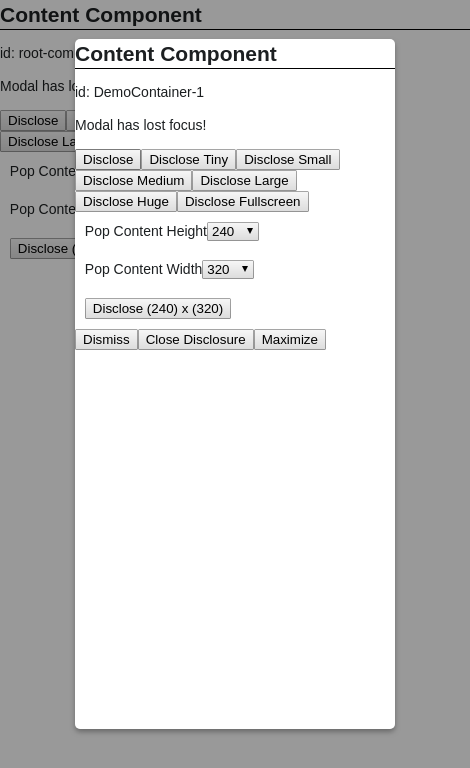 Content Component
id: root-com
Modal has lo
Disclose
Disclose La
Pop Conte
Pop Conte
Disclose (
Content Component
id: DemoContainer-1
Modal has lost focus!
Disclose Disclose Tiny Disclose Small
Disclose Medium Disclose Large
Disclose Huge Disclose Fullscreen
Pop Content Height 240
Pop Content Width 320
Disclose (240) x (320)
Dismiss Close Disclosure Maximize